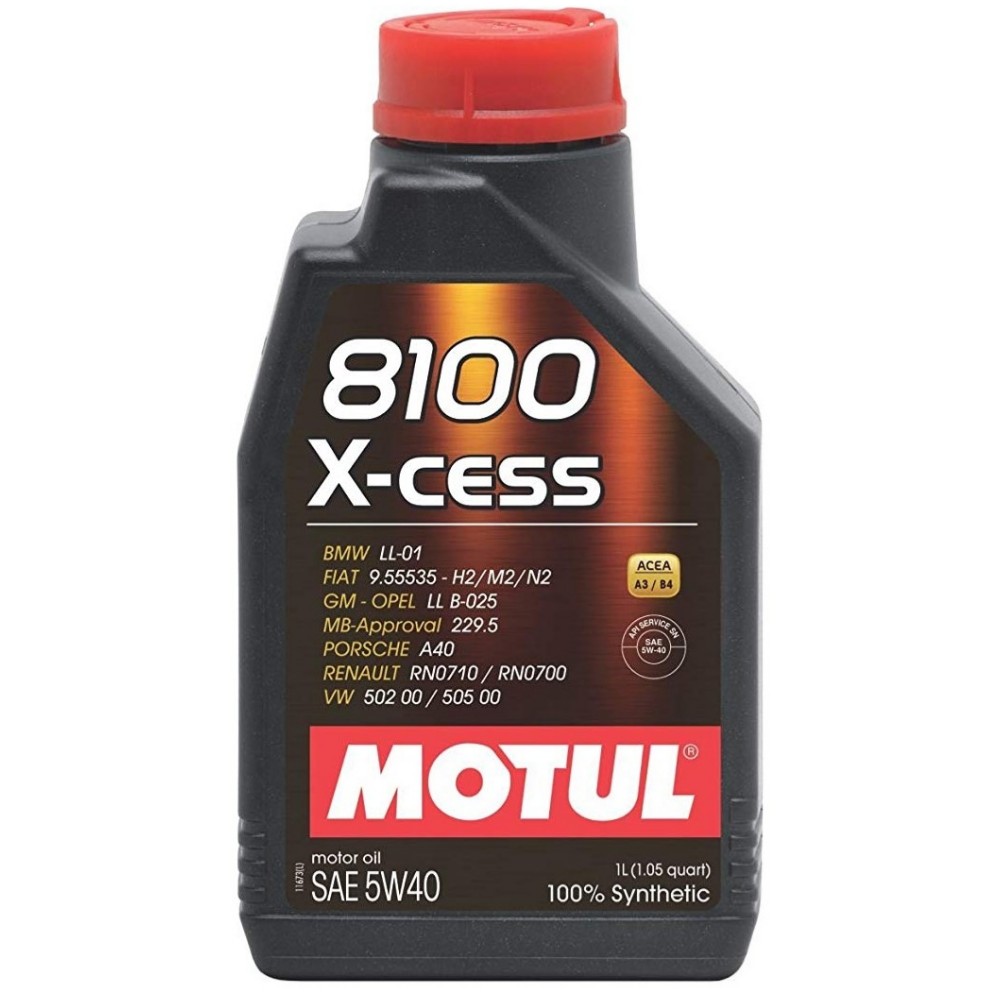 8100
X-CESS
BMW LL-01
FIAT 9.55535 - H2/M2/N2
GM - OPEL LL B-025
MB-Approval 229.5
PORSCHE A40
RENAULT RN0710 / RN0700
VW 502 00 / 505 00
ACEA
A3 / B4
API SERVICE SN
SAE
5W-40
MOTUL®
motor oil
SAE 5W40
1L (1.05 quart)
100% Synthetic
11673(L)